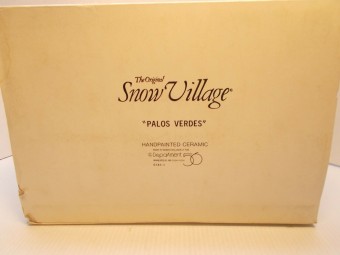 The Original
Snow Village®
"PALOS VERDES"
HANDPAINTED CERAMIC
Department 56